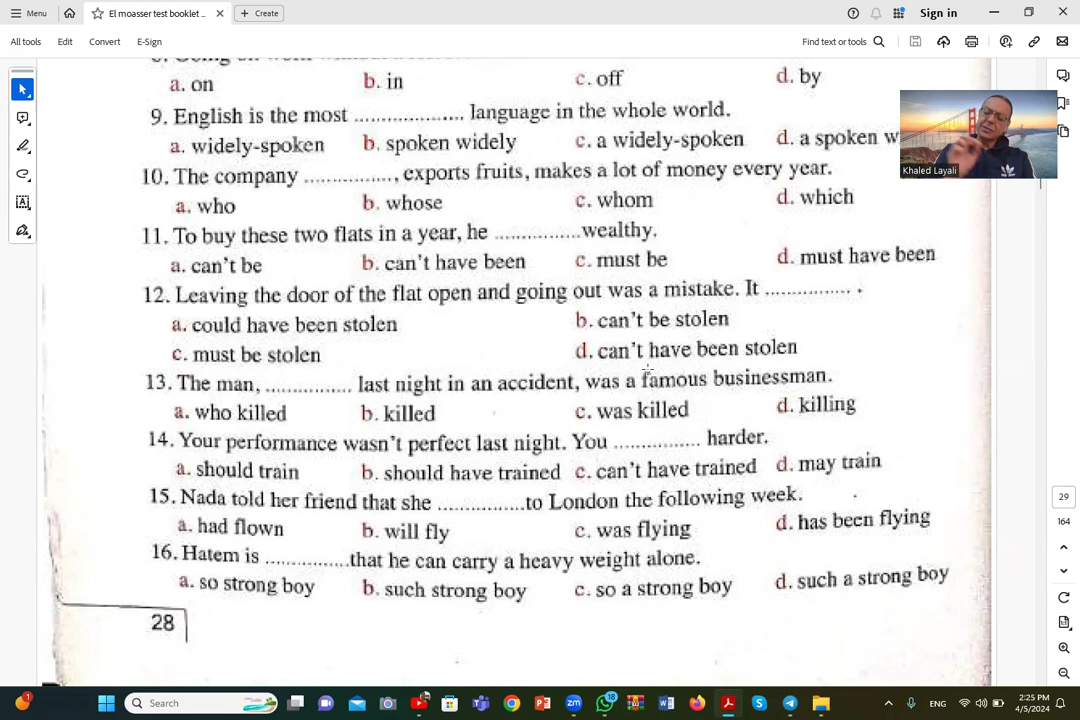 Menu
El moasser test booklet ...
Create
Sign in
All tools
Edit
Convert
E-Sign
Find text or tools
a. on
b. in
c. off
d. by
9. English is the most .................... language in the whole world.
a. widely-spoken
b. spoken widely
c. a widely-spoken
d. a spoken w
10. The company ................, exports fruits, makes a lot of money every year.
a. who
b. whose
c. whom
d. which
11. To buy these two flats in a year, he ...............wealthy.
a. can't be
b. can't have been
c. must be
d. must have been
12. Leaving the door of the flat open and going out was a mistake. It ............... .
a. could have been stolen
b. can't be stolen
c. must be stolen
d. can't have been stolen
13. The man, ............... last night in an accident, was a famous businessman.
a. who killed
b. killed
c. was killed
d. killing
14. Your performance wasn't perfect last night. You ............... harder.
a. should train
b. should have trained
c. can't have trained
d. may train
15. Nada told her friend that she ...............to London the following week.
a. had flown
b. will fly
c. was flying
d. has been flying
16. Hatem is ...............that he can carry a heavy weight alone.
a. so strong boy
b. such strong boy
c. so a strong boy
d. such a strong boy
28
Khaled Layali
adidas
29
164
1
Search
18
ENG
2:25 PM
4/5/2024